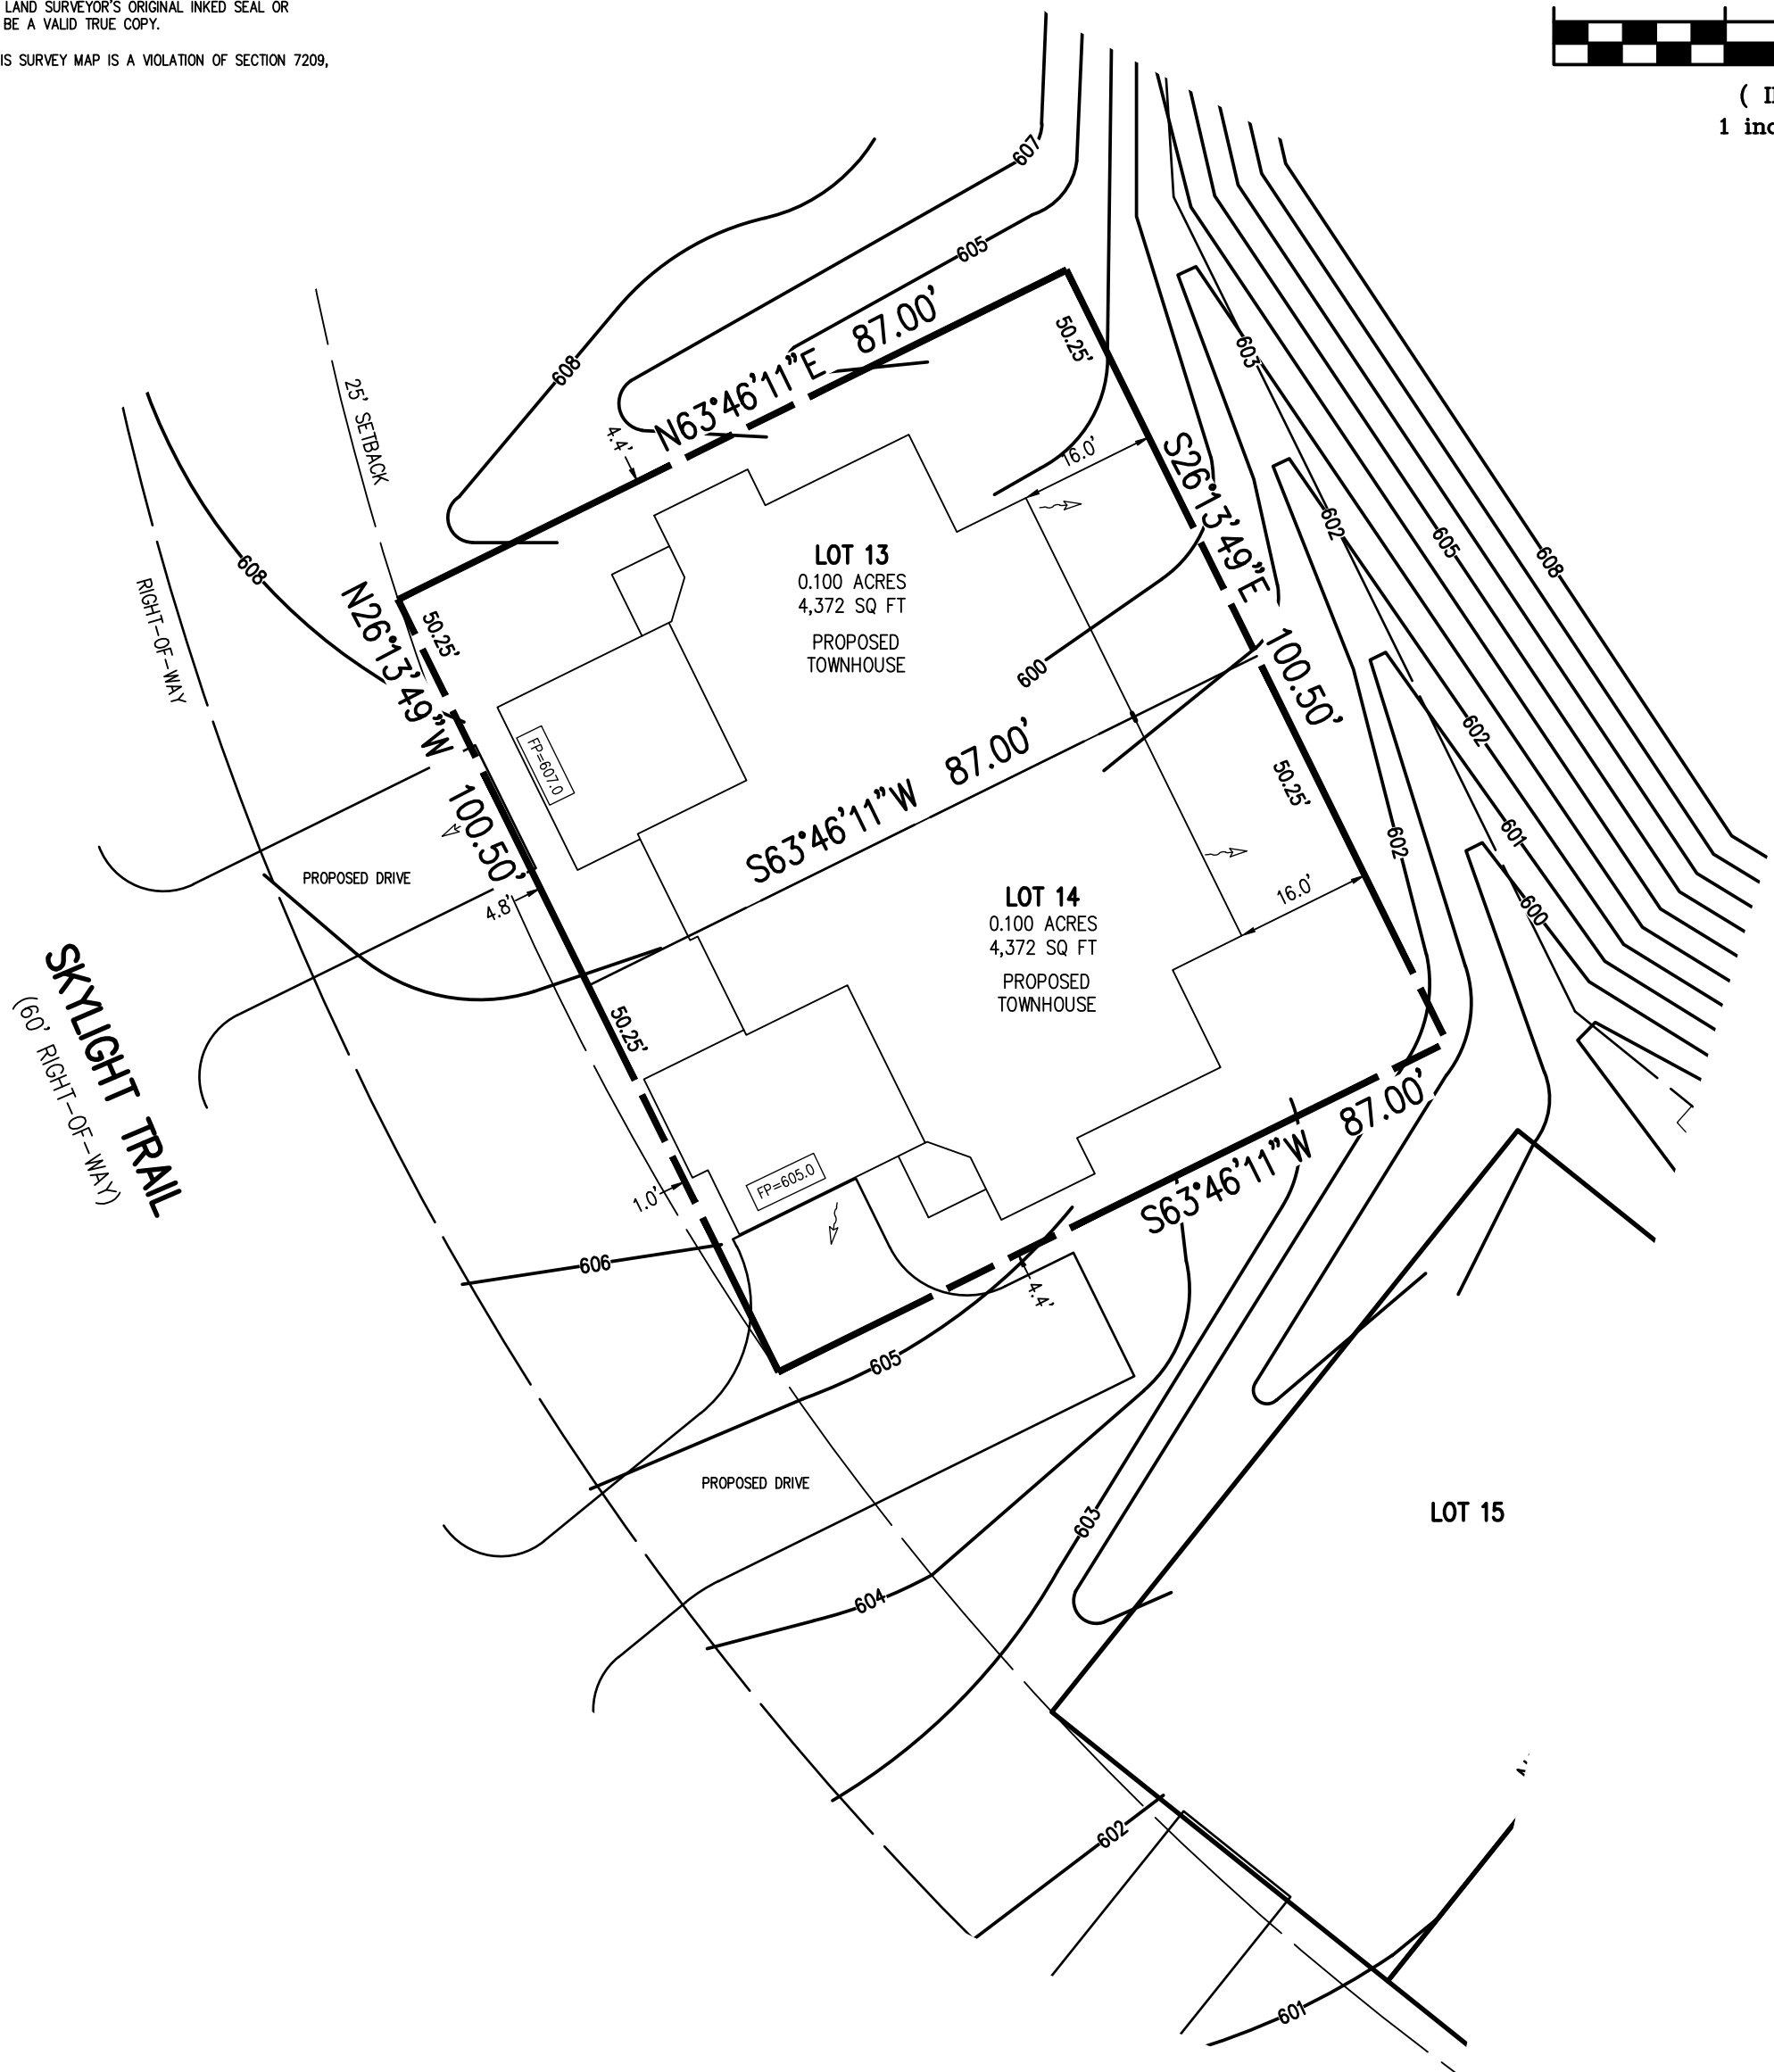 LAND SURVEYOR'S ORIGINAL INKED SEAL OR
BE A VALID TRUE COPY.
IS SURVEY MAP IS A VIOLATION OF SECTION 7209,
1 inc
607
605
608
N63°46'11"E 87.00'
50.25'
603
25' SETBACK
4.4'
16.0'
S26°13'49"E 100.50'
602
605
608
608
RIGHT-OF-WAY
N26°13'49"W 100.50'
50.25'
LOT 13
0.100 ACRES
4,372 SQ FT
PROPOSED
TOWNHOUSE
600
FP=607.0
S63°46'11"W 87.00'
50.25'
602
602
601
600
PROPOSED DRIVE
4.8'
LOT 14
0.100 ACRES
4,372 SQ FT
PROPOSED
TOWNHOUSE
16.0'
SKYLIGHT TRAIL
(60' RIGHT-OF-WAY)
50.25'
1.0'
FP=605.0
S63°46'11"W 87.00'
606
4.4'
605
PROPOSED DRIVE
603
LOT 15
604
602
601